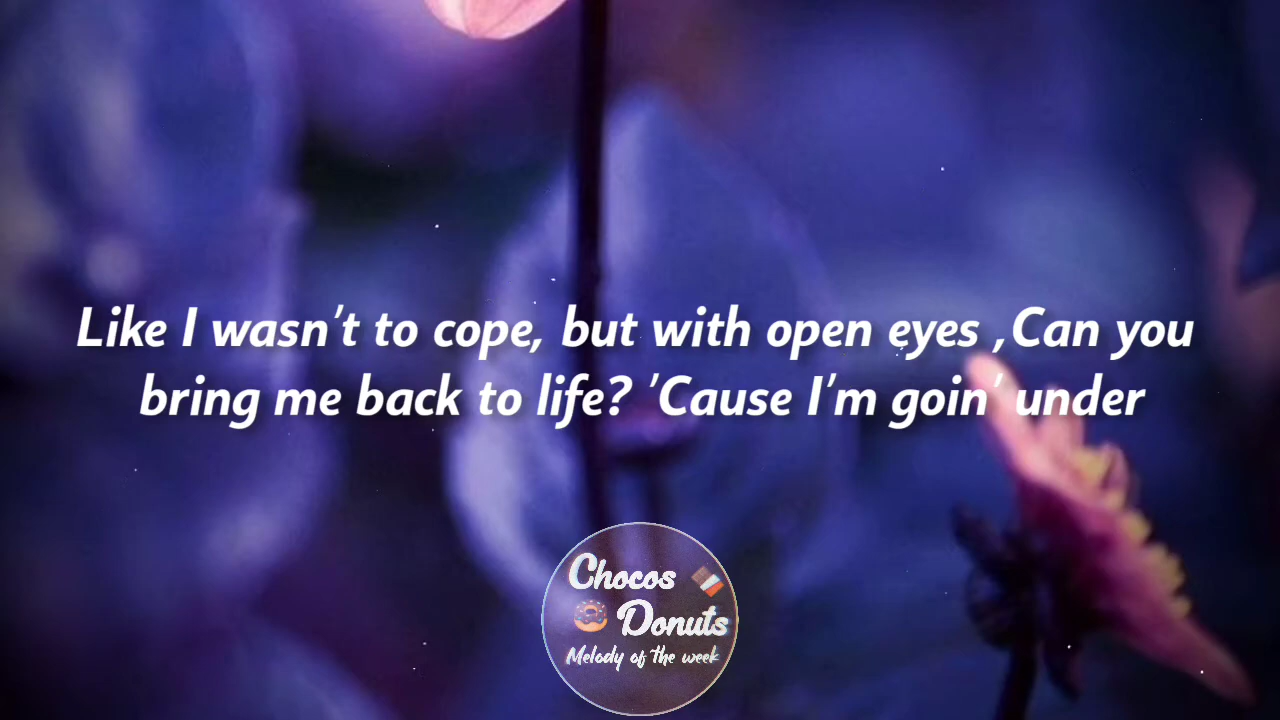 Like I wasn't to cope, but with open eyes ,Can you
bring me back to life? 'Cause I'm goin' under
Chocos
Donuts
Melody of the week